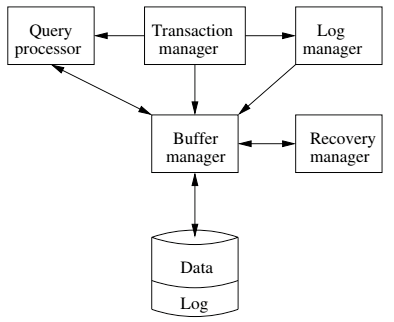 Query
processor
Transaction
manager
Log
manager
Buffer
manager
Recovery
manager
Data
Log